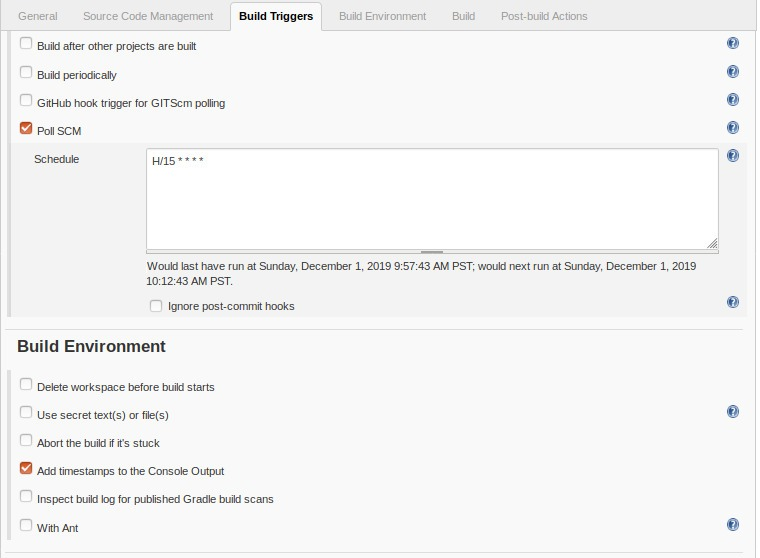 General Source Code Management Build Triggers Build Environment Build Post-build Actions
Build after other projects are built
Build periodically
GitHub hook trigger for GITScm polling
Poll SCM
Schedule
H/15 * * * *
Would last have run at Sunday, December 1, 2019 9:57:43 AM PST; would next run at Sunday, December 1, 2019
10:12:43 AM PST.
Ignore post-commit hooks
Build Environment
Delete workspace before build starts
Use secret text(s) or file(s)
Abort the build if it's stuck
Add timestamps to the Console Output
Inspect build log for published Gradle build scans
With Ant